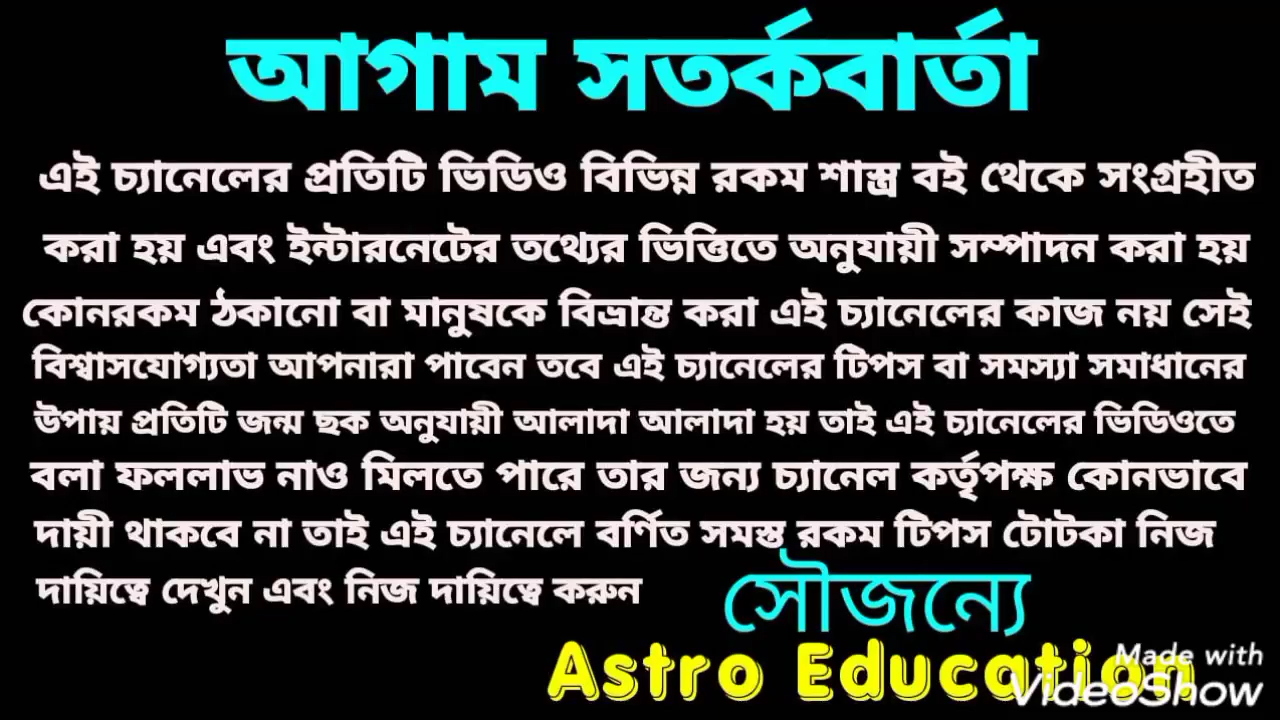 আগাম সতর্কবার্তা
এই চ্যানেলের প্রতিটি ভিডিও বিভিন্ন রকম শাস্ত্র বই থেকে সংগ্রহীত
করা হয় এবং ইন্টারনেটের তথ্যের ভিত্তিতে অনুযায়ী সম্পাদন করা হয়
কোনরকম ঠকানো বা মানুষকে বিভ্রান্ত করা এই চ্যানেলের কাজ নয় সেই
বিশ্বাসযোগ্যতা আপনারা পাবেন তবে এই চ্যানেলের টিপস বা সমস্যা সমাধানের
উপায় প্রতিটি জন্ম ছক অনুযায়ী আলাদা আলাদা হয় তাই এই চ্যানেলের ভিডিওতে
বলা ফললাভ নাও মিলতে পারে তার জন্য চ্যানেল কর্তৃপক্ষ কোনভাবে
দায়ী থাকবে না তাই এই চ্যানেলে বর্ণিত সমস্ত রকম টিপস টোটকা নিজ
দায়িত্বে দেখুন এবং নিজ দায়িত্বে করুন
সৌজন্যে
Astro Education
Made with
VideoShow